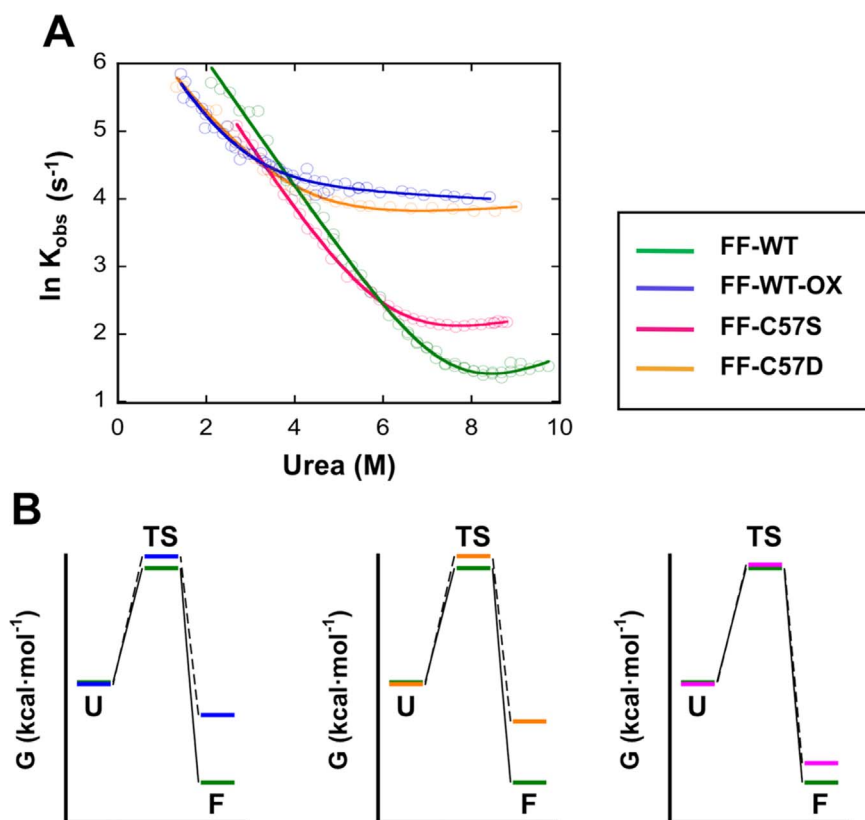 A
ln K_obs (s⁻¹)
6
5
4
3
2
1
0 2 4 6 8 10
Urea (M)
FF-WT
FF-WT-OX
FF-C57S
FF-C57D
B
G (kcal·mol⁻¹)
TS
U
F
G (kcal·mol⁻¹)
TS
U
F
G (kcal·mol⁻¹)
TS
U
F